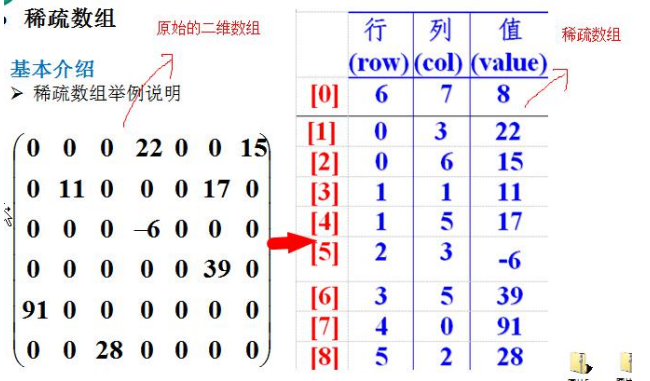 稀疏数组
原始的二维数组
基本介绍
➤ 稀疏数组举例说明
0 0 0 22 0 0 15
0 11 0 0 0 17 0
0 0 0 –6 0 0 0
0 0 0 0 0 39 0
91 0 0 0 0 0 0
0 0 28 0 0 0 0
行 列 值
(row) (col) (value)
[0] 6 7 8
[1] 0 3 22
[2] 0 6 15
[3] 1 1 11
[4] 1 5 17
[5] 2 3 -6
[6] 3 5 39
[7] 4 0 91
[8] 5 2 28
稀疏数组